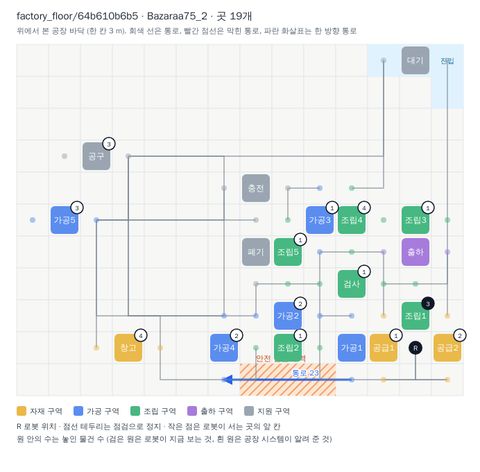 factory_floor/64b610b6b5 · Bazaraa75_2 · 곳 19개
위에서 본 공장 바닥 (한 칸 3 m). 회색 선은 통로, 빨간 점선은 막힌 통로, 파란 화살표는 한 방향 통로
대기
진입
3
공구
충전
3
가공5
1
가공3
4
조립4
1
조립3
폐기
1
조립5
출하
1
검사
2
가공2
3
조립1
4
창고
2
가공4
1
조립2
안전
역
가공1
1
공급1
R
2
공급2
통로 23
자재 구역
가공 구역
조립 구역
출하 구역
지원 구역
R 로봇 위치 · 점선 테두리는 점검으로 정지 · 작은 점은 로봇이 서는 곳의 앞 칸
원 안의 수는 놓인 물건 수 (검은 원은 로봇이 지금 보는 것, 흰 원은 공장 시스템이 알려 준 것)